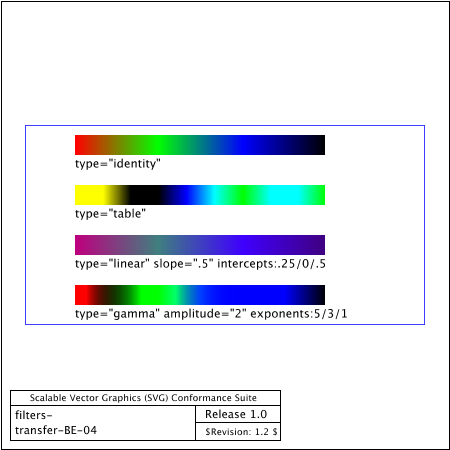 type="identity"
type="table"
type="linear" slope=".5" intercepts:.25/0/.5
type="gamma" amplitude="2" exponents:5/3/1
Scalable Vector Graphics (SVG) Conformance Suite
filters-
transfer-BE-04
Release 1.0
$Revision: 1.2 $